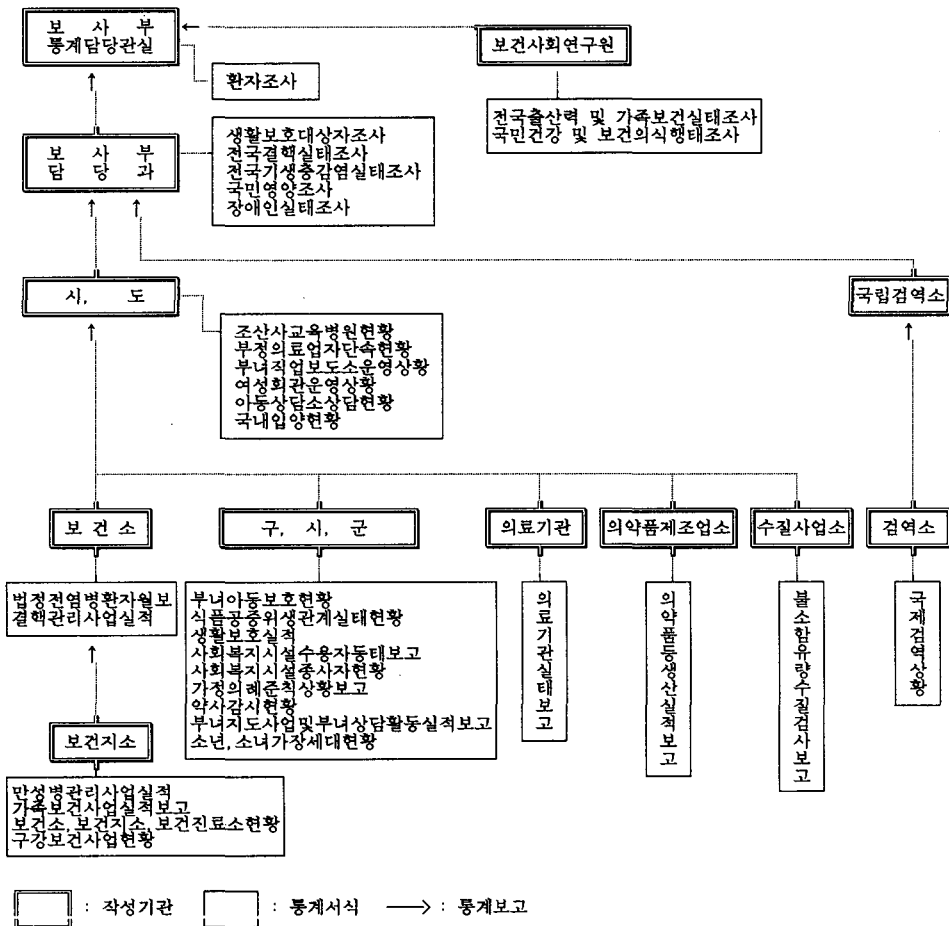 보 사 부
통계담당관실
←
보건사회연구원
환자조사
전국출산력 및 가족보건실태조사
국민건강 및 보건의식행태조사
↑
보 사 부
담 당 과
생활보호대상자조사
전국결핵실태조사
전국기생충감염실태조사
국민영양조사
장애인실태조사
↑ ↑
시, 도
국립검역소
조산사교육병원현황
부정의료업자단속현황
부녀직업보도소운영상황
여성회관운영상황
아동상담소상담현황
국내입양현황
↑ ↑
보 건 소
구, 시, 군
의료기관
의약품제조업소
수질사업소
검역소
법정전염병환자월보
결핵관리사업실적
부녀아동보호현황
식품공중위생관계실태현황
생활보호실적
사회복지시설수용자동태보고
사회복지시설종사자현황
가정의례준칙상황보고
약사감시현황
부녀지도사업및부녀상담활동실적보고
소년,소녀가장세대현황
의료기관실태보고
의약품등생산실적보고
불소함유량수질검사보고
국제검역상황
↑
보건지소
만성병관리사업실적
가족보건사업실적보고
보건소,보건지소,보건진료소현황
구강보건사업현황
: 작성기관 : 통계서식 ──> : 통계보고